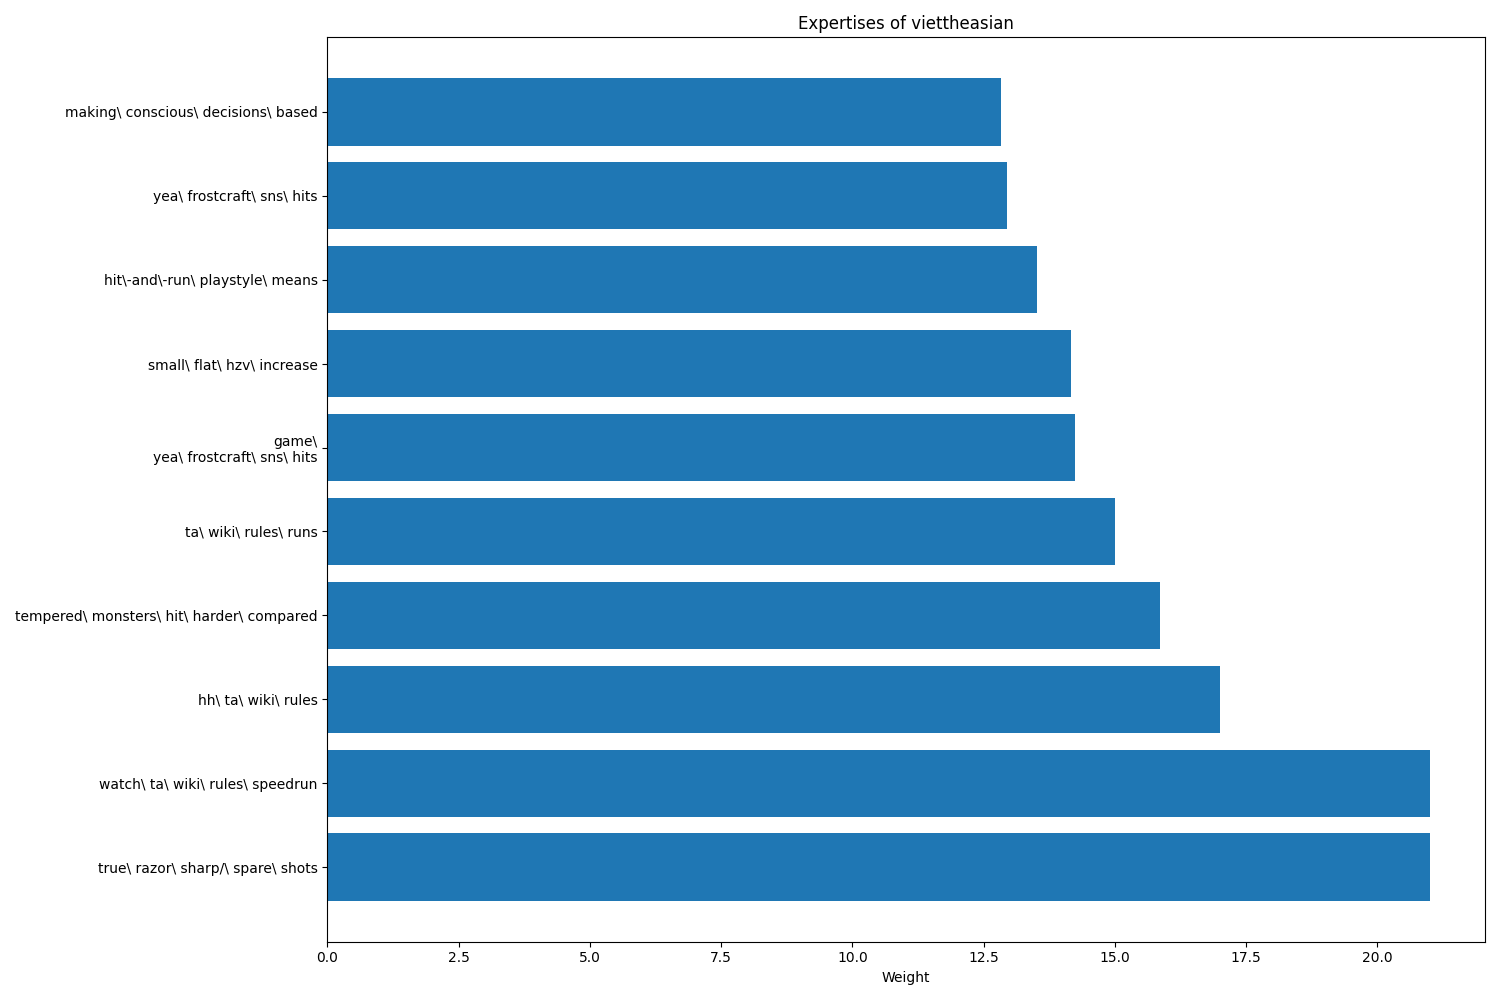 Expertises of viettheasian
making\ conscious\ decisions\ based
yea\ frostcraft\ sns\ hits
hit\-and\-run\ playstyle\ means
small\ flat\ hzv\ increase
game\
yea\ frostcraft\ sns\ hits
ta\ wiki\ rules\ runs
tempered\ monsters\ hit\ harder\ compared
hh\ ta\ wiki\ rules
watch\ ta\ wiki\ rules\ speedrun
true\ razor\ sharp/\ spare\ shots
0.0 2.5 5.0 7.5 10.0 12.5 15.0 17.5 20.0
Weight